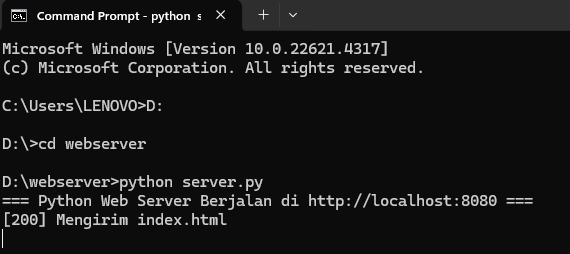 Command Prompt - python s
Microsoft Windows [Version 10.0.22621.4317]
(c) Microsoft Corporation. All rights reserved.
C:\Users\LENOVO>D:
D:\>cd webserver
D:\webserver>python server.py
=== Python Web Server Berjalan di http://localhost:8080 ===
[200] Mengirim index.html